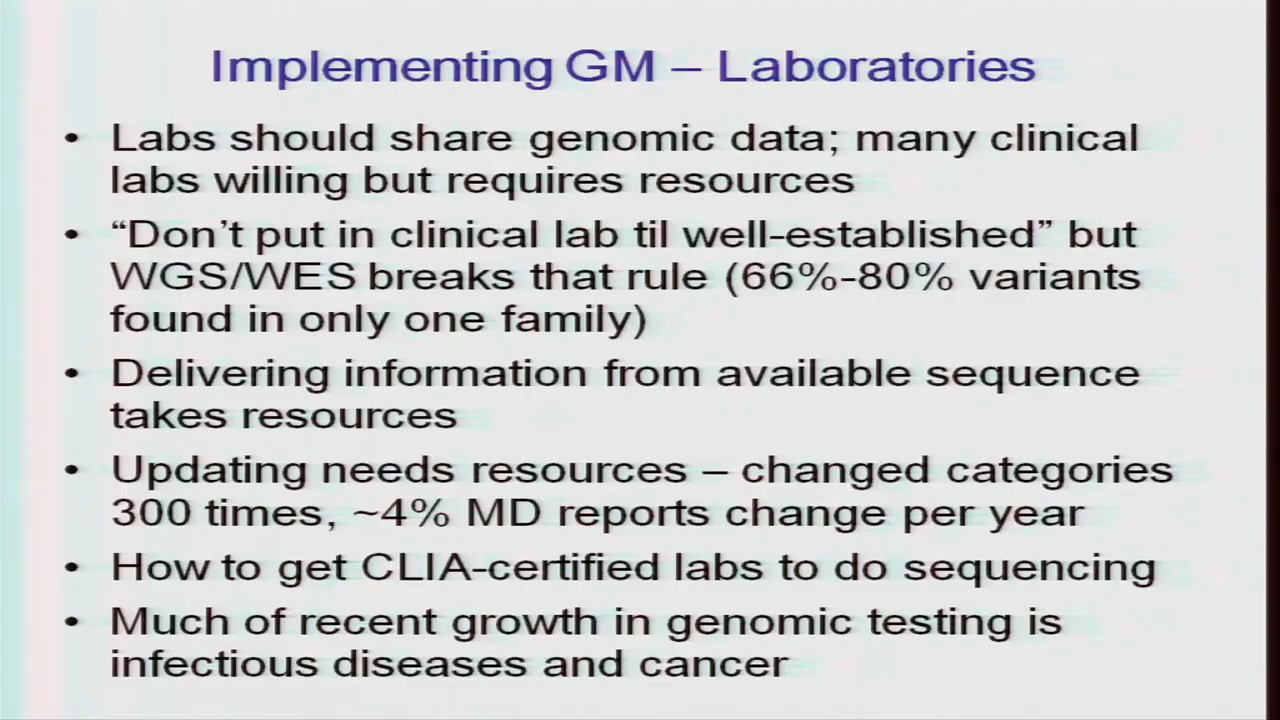 Implementing GM – Laboratories
• Labs should share genomic data; many clinical
labs willing but requires resources
• “Don’t put in clinical lab til well-established” but
WGS/WES breaks that rule (66%-80% variants
found in only one family)
• Delivering information from available sequence
takes resources
• Updating needs resources – changed categories
300 times, ~4% MD reports change per year
• How to get CLIA-certified labs to do sequencing
• Much of recent growth in genomic testing is
infectious diseases and cancer